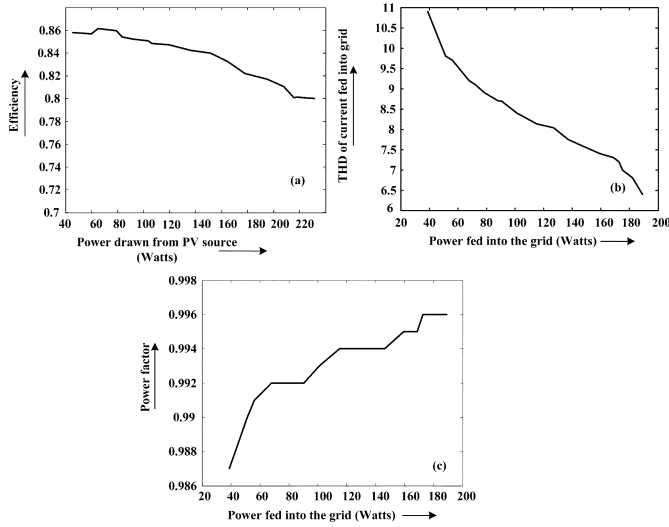 0.86
0.84
0.82
0.8
0.78
0.76
0.74
0.72
0.7
Efficiency
(a)
40 60 80 100 120 140 160 180 200 220
Power drawn from PV source
(Watts)
11
10.5
10
9.5
9
8.5
8
7.5
7
6.5
6
THD of current fed into grid
(b)
20 40 60 80 100 120 140 160 180 200
Power fed into the grid (Watts)
0.998
0.996
0.994
0.992
0.99
0.988
0.986
Power factor
(c)
20 40 60 80 100 120 140 160 180 200
Power fed into the grid (Watts)